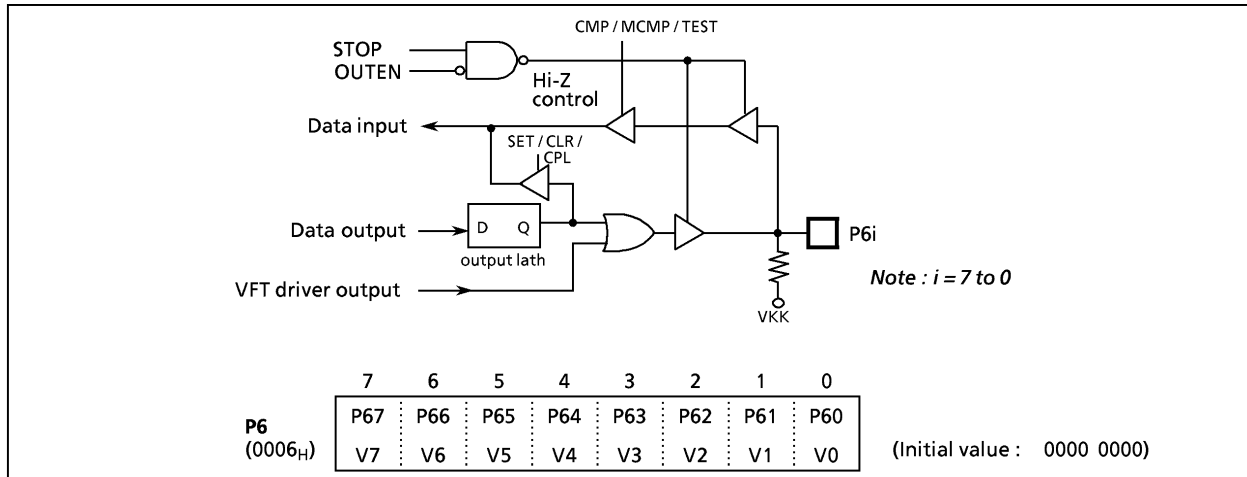 CMP / MCMP / TEST
STOP
OUTEN
Hi-Z
control
Data input
SET / CLR /
CPL
Data output
D Q
output lath
P6i
VFT driver output
Note : i = 7 to 0
VKK
7 6 5 4 3 2 1 0
P6
(0006H)
P67 P66 P65 P64 P63 P62 P61 P60
V7 V6 V5 V4 V3 V2 V1 V0
(Initial value : 0000 0000)